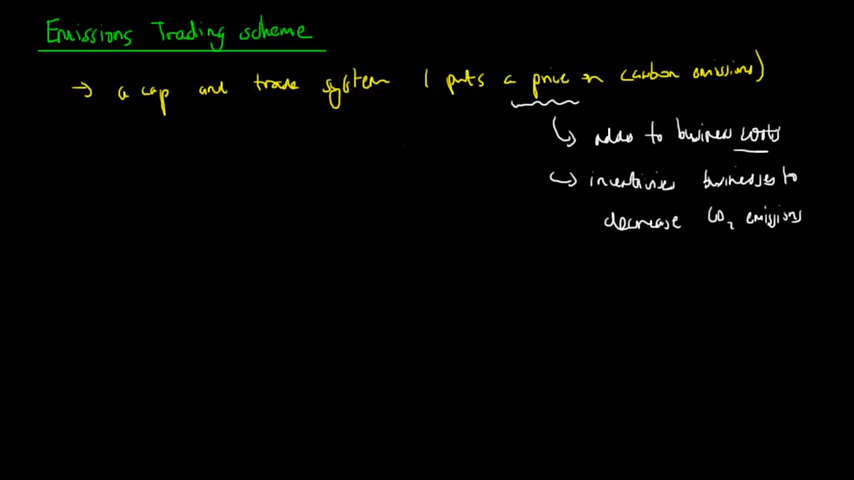 Emissions Trading scheme
→ a cap and trade system ( puts a price on carbon emissions)
↳ adds to business costs
↳ incentivises businesses to
decrease CO₂ emissions